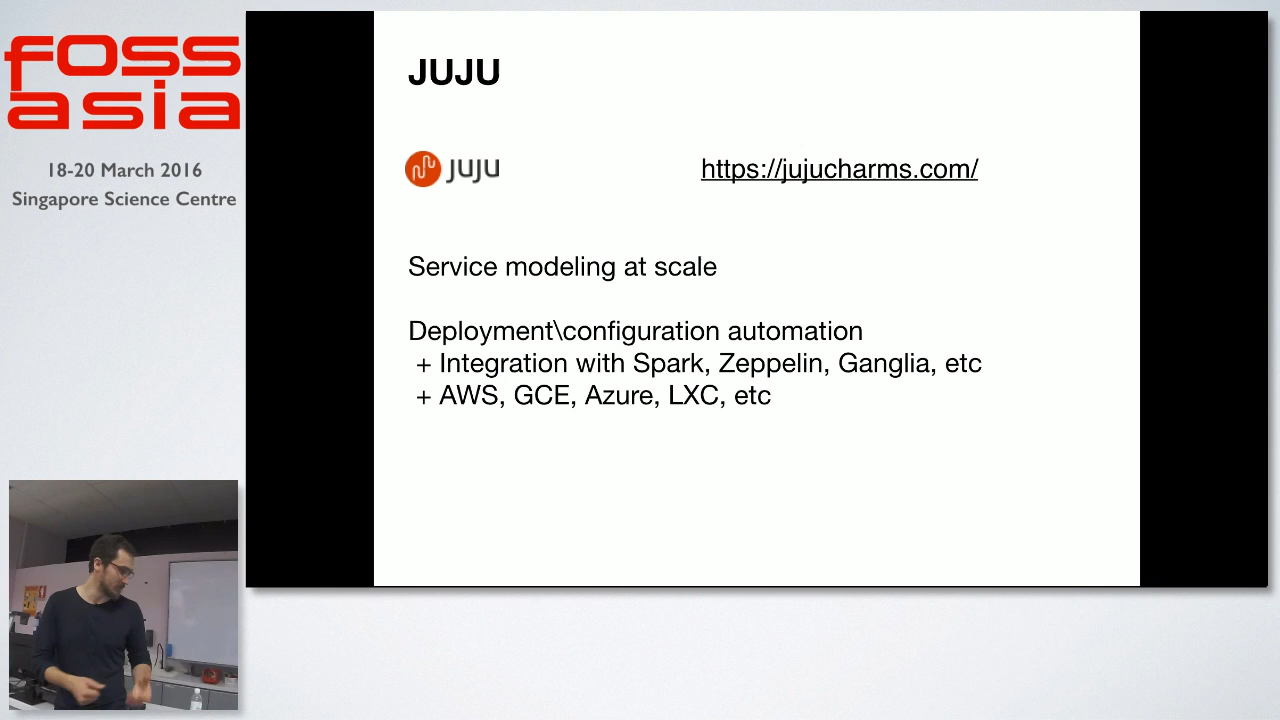 foss
asia
18-20 March 2016
Singapore Science Centre
JUJU
juju
https://jujucharms.com/
Service modeling at scale
Deployment\configuration automation
+ Integration with Spark, Zeppelin, Ganglia, etc
+ AWS, GCE, Azure, LXC, etc